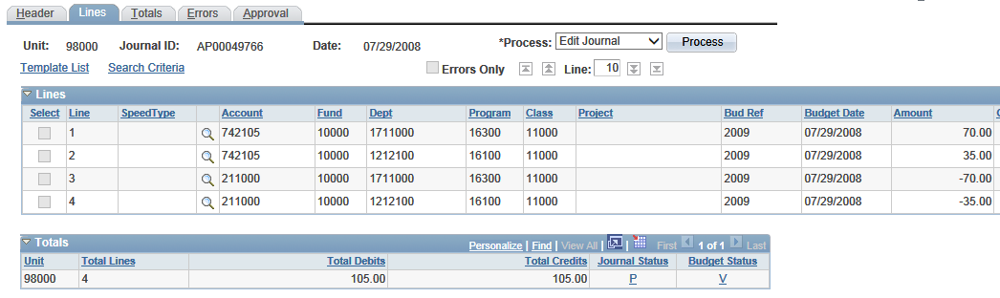 Header Lines Totals Errors Approval
Unit: 98000 Journal ID: AP00049766 Date: 07/29/2008 *Process: Edit Journal Process
Template List Search Criteria Errors Only Line: 10
Lines
Select Line SpeedType Account Fund Dept Program Class Project Bud Ref Budget Date Amount
1 742105 10000 1711000 16300 11000 2009 07/29/2008 70.00
2 742105 10000 1212100 16100 11000 2009 07/29/2008 35.00
3 211000 10000 1711000 16300 11000 2009 07/29/2008 -70.00
4 211000 10000 1212100 16100 11000 2009 07/29/2008 -35.00
Totals Personalize | Find | View All | | First 1 of 1 Last
Unit Total Lines Total Debits Total Credits Journal Status Budget Status
98000 4 105.00 105.00 P V